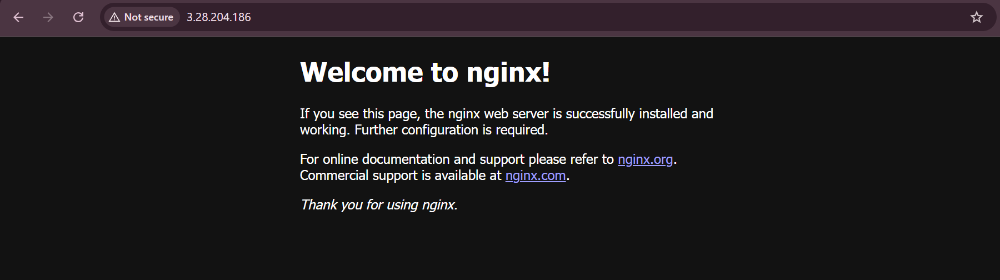 Not secure
3.28.204.186
Welcome to nginx!
If you see this page, the nginx web server is successfully installed and
working. Further configuration is required.
For online documentation and support please refer to nginx.org.
Commercial support is available at nginx.com.
Thank you for using nginx.